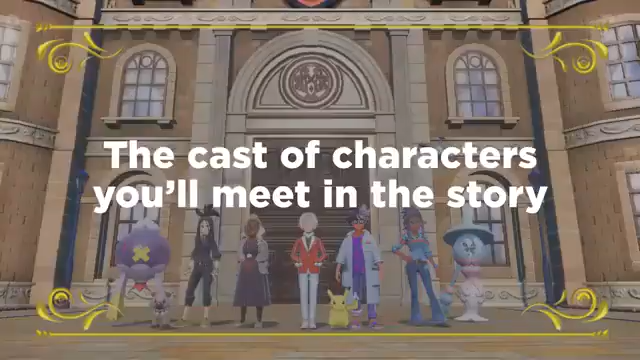 The cast of characters
you'll meet in the story